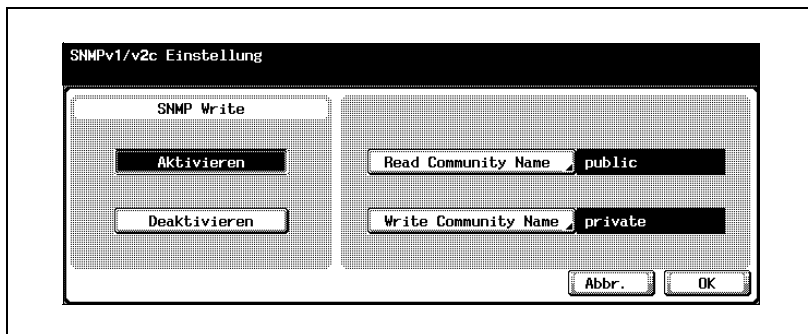 SNMPv1/v2c Einstellung
SNMP Write
Aktivieren
Read Community Name public
Deaktivieren
Write Community Name private
Abbr. OK